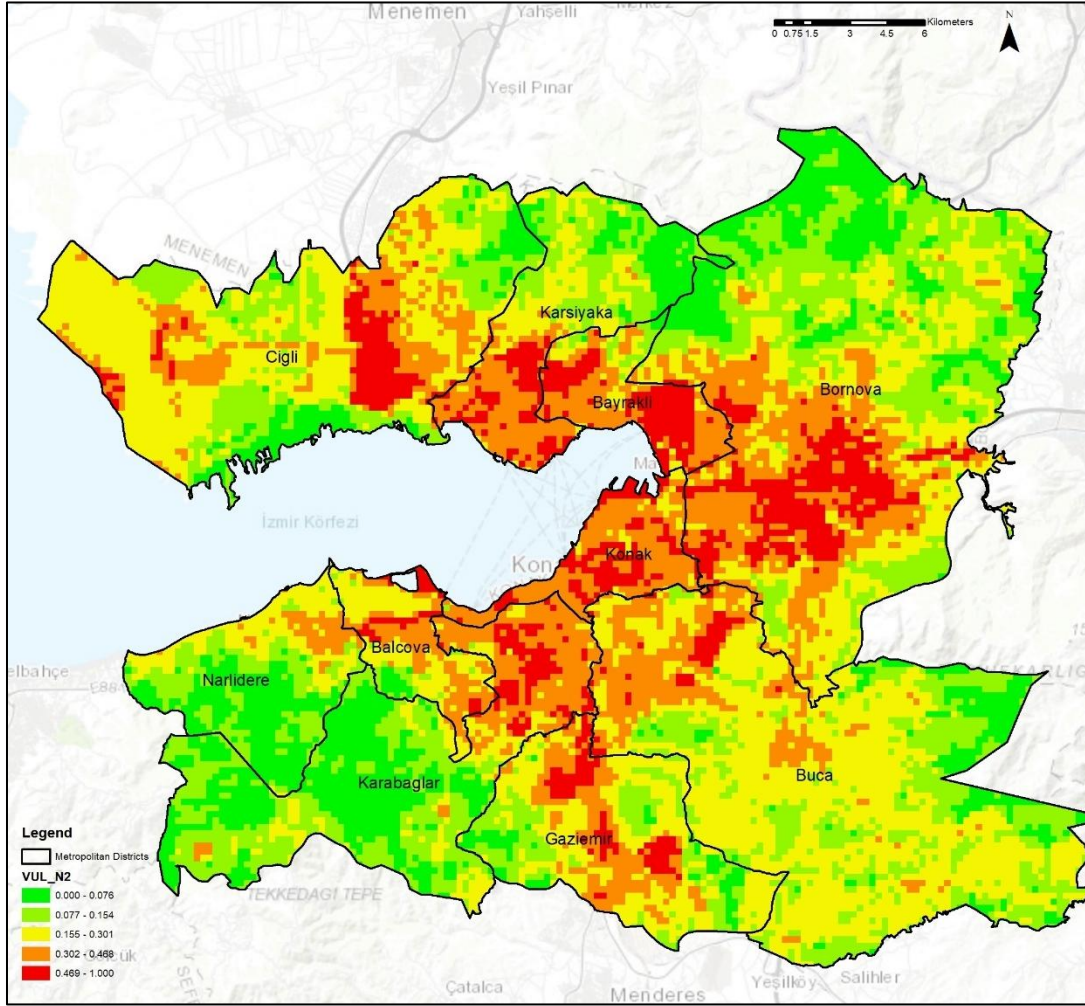 Menemen
Yahşelli
Kilometers
0 0.75 1.5 3 4.5 6
N
Yeşil Pınar
MENEMEN
Karsiyaka
Cigli
Bayrakli
Bornova
Ma
İzmir Körfezi
Kon
Konak
Balcova
elbahçe
Narlidere
Karabaglar
Buca
Gaziemir
Legend
Metropolitan Districts
VUL_N2
0.000 - 0.076
0.077 - 0.154
0.155 - 0.301
0.302 - 0.468
0.469 - 1.000
TEKKEDAGI TEPE
Çatalca
Menderes
Yeşilköy
Salihler